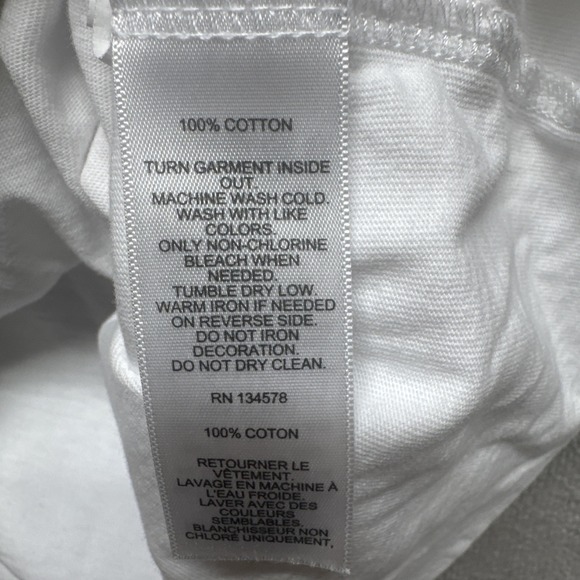 100% COTTON
TURN GARMENT INSIDE
OUT.
MACHINE WASH COLD.
WASH WITH LIKE
COLORS.
ONLY NON-CHLORINE
BLEACH WHEN
NEEDED.
TUMBLE DRY LOW
WARM IRON IF NEEDED
ON REVERSE SIDE.
DO NOT IRON
DECORATION.
DO NOT DRY CLEAN.
RN 134578
100% COTON
RETOURNER LE
VÊTEMENT.
LAVAGE EN MACHINE À
L'EAU FROIDE.
LAVER AVEC DES
COULEURS
SEMBLABLES.
BLANCHISSEUR NON
CHLORÉ UNIQUEMENT,